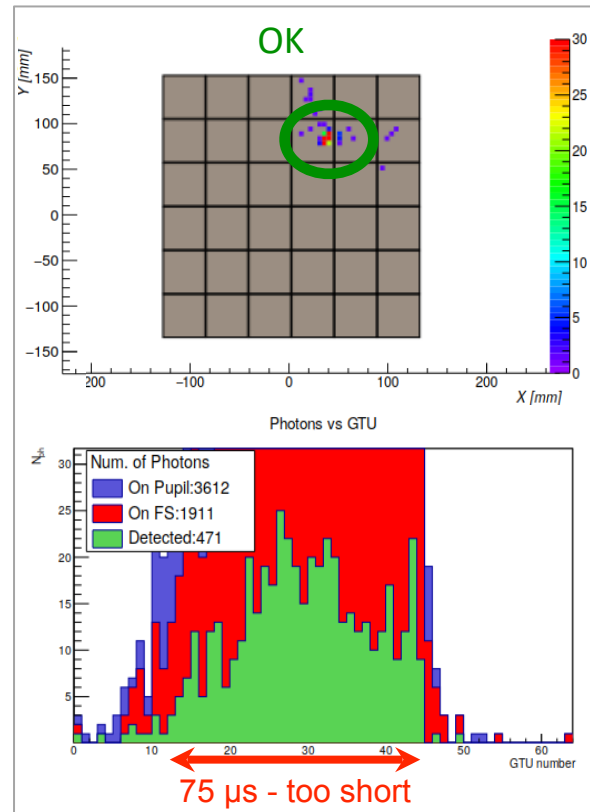 OK
Y [mm]
150
100
50
0
−50
−100
−150
200
−100
0
100
200
X [mm]
30
25
20
15
10
5
0
Photons vs GTU
N_ph
30
25
20
15
10
5
Num. of Photons
On Pupil:3612
On FS:1911
Detected:471
0 10 20 30 40 50 60
GTU number
75 µs - too short